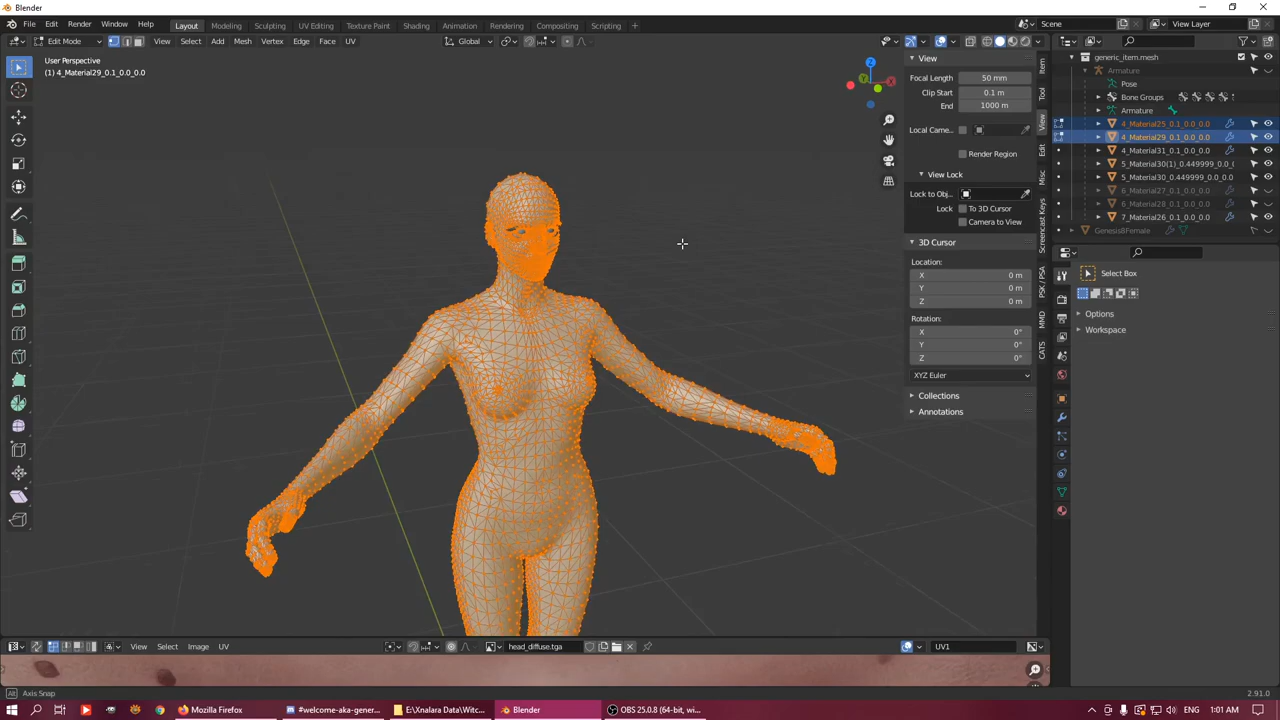 Blender
File Edit Render Window Help Layout Modeling Sculpting UV Editing Texture Paint Shading Animation Rendering Compositing Scripting + Scene View Layer
Edit Mode View Select Add Mesh Vertex Edge Face UV Global
User Perspective
(1) 4_Material29_0.1_0.0_0.0
View
Focal Length 50 mm
Clip Start 0.1 m
End 1000 m
Local Came...
Render Region
View Lock
Lock to Obj...
Lock To 3D Cursor
Camera to View
3D Cursor
Location:
X 0 m
Y 0 m
Z 0 m
Rotation:
X 0°
Y 0°
Z 0°
XYZ Euler
Collections
Annotations
Item
Tool
View
Edit
Misc
Screencast Keys
PSK / PSA
MMD
CATS
generic_item.mesh
Armature
Pose
Bone Groups
Armature
4_Material25_0.1_0.0_0.0
4_Material29_0.1_0.0_0.0
4_Material31_0.1_0.0_0.0
5_Material30(1)_0.449999_0.0
5_Material30_0.449999_0.0_0.
6_Material27_0.1_0.0_0.0
6_Material28_0.1_0.0_0.0
7_Material26_0.1_0.0_0.0
Genesis8Female
Select Box
Options
Workspace
View Select Image UV head_diffuse.tga UV1
Axis Snap 2.91.0
Mozilla Firefox #welcome-aka-gener... E:\Xnalara Data\Witc... Blender OBS 25.0.8 (64-bit, wi... 1:01 AM